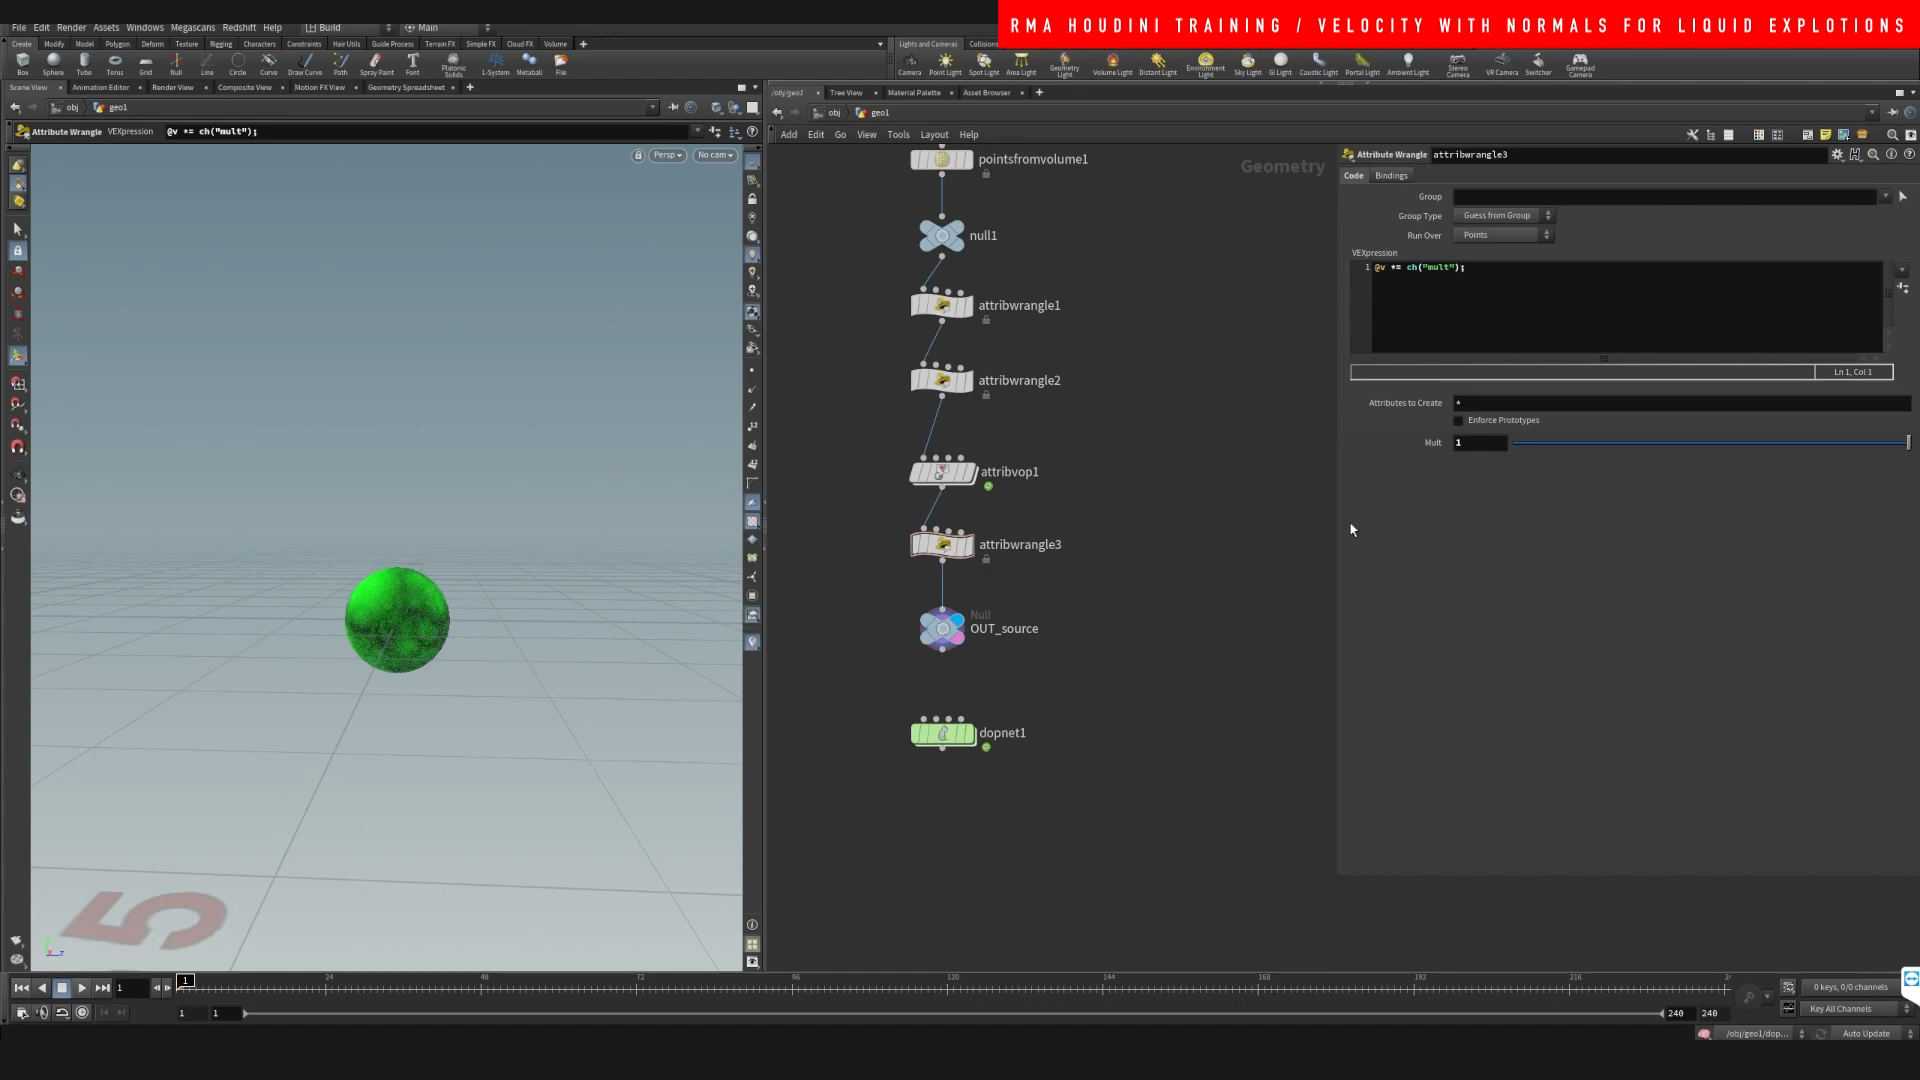 RMA HOUDINI TRAINING / VELOCITY WITH NORMALS FOR LIQUID EXPLOTIONS
File Edit Render Assets Windows Megascans Redshift Help Build Main
Create Modify Model Polygon Deform Texture Rigging Characters Constraints Hair Utils Guide Process Terrain FX Simple FX Cloud FX Volume
Lights and Cameras Collisions
Box Sphere Tube Torus Grid Null Line Circle Curve Draw Curve Path Spray Paint Font Platonic Solids L-System Metaball File
Camera Point Light Spot Light Area Light Geometry Light Volume Light Distant Light Environment Light Sky Light GI Light Caustic Light Portal Light Ambient Light Stereo Camera VR Camera Switcher Gamepad Camera
Scene View Animation Editor Render View Composite View Motion FX View Geometry Spreadsheet
/obj/geo1 Tree View Material Palette Asset Browser
obj geo1
obj geo1
Attribute Wrangle VEXpression @v *= ch("mult");
Add Edit Go View Tools Layout Help
Persp No cam
Geometry
pointsfromvolume1
null1
attribwrangle1
attribwrangle2
attribvop1
attribwrangle3
Null
OUT_source
dopnet1
Attribute Wrangle attribwrangle3
Code Bindings
Group
Group Type Guess from Group
Run Over Points
VEXpression
1 @v *= ch("mult");
Ln 1, Col 1
Attributes to Create *
Enforce Prototypes
Mult 1
5
1 1 24 48 72 96 120 144 168 192 216
0 keys, 0/0 channels
1 1 240 240 Key All Channels
/obj/geo1/dop... Auto Update